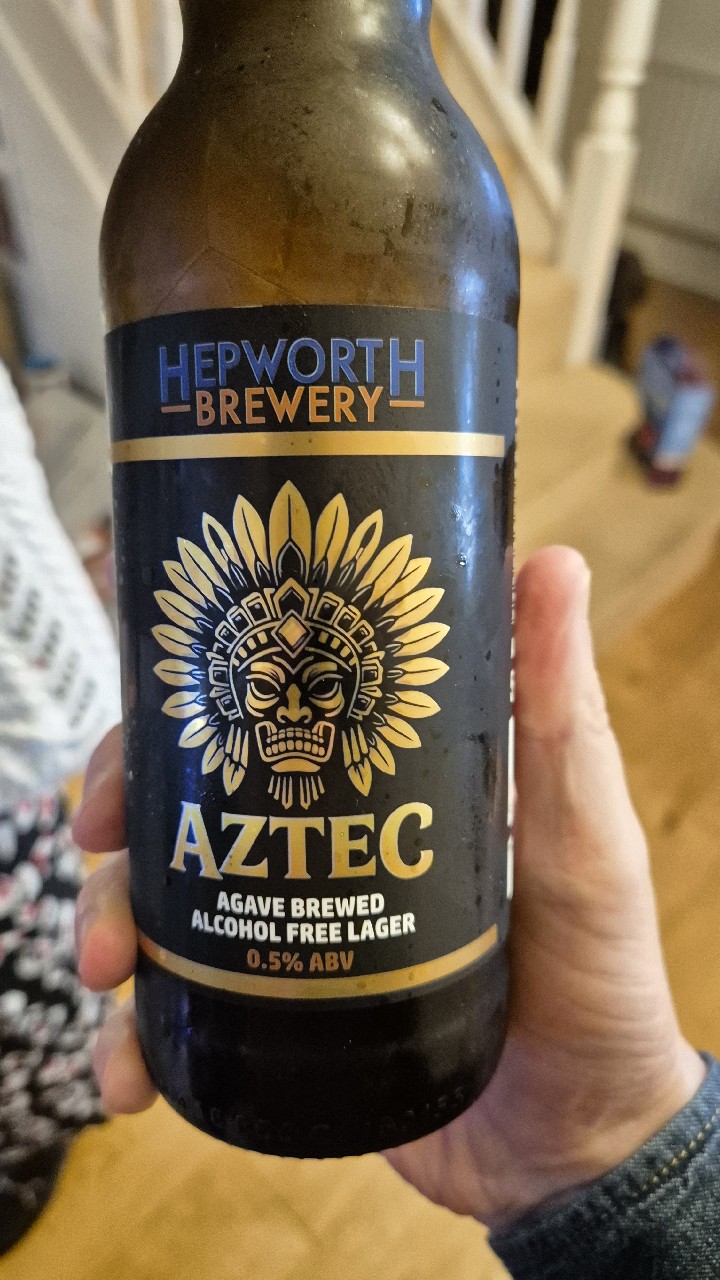 HEPWORTH
BREWERY
AZTEC
AGAVE BREWED
ALCOHOL FREE LAGER
0.5% ABV